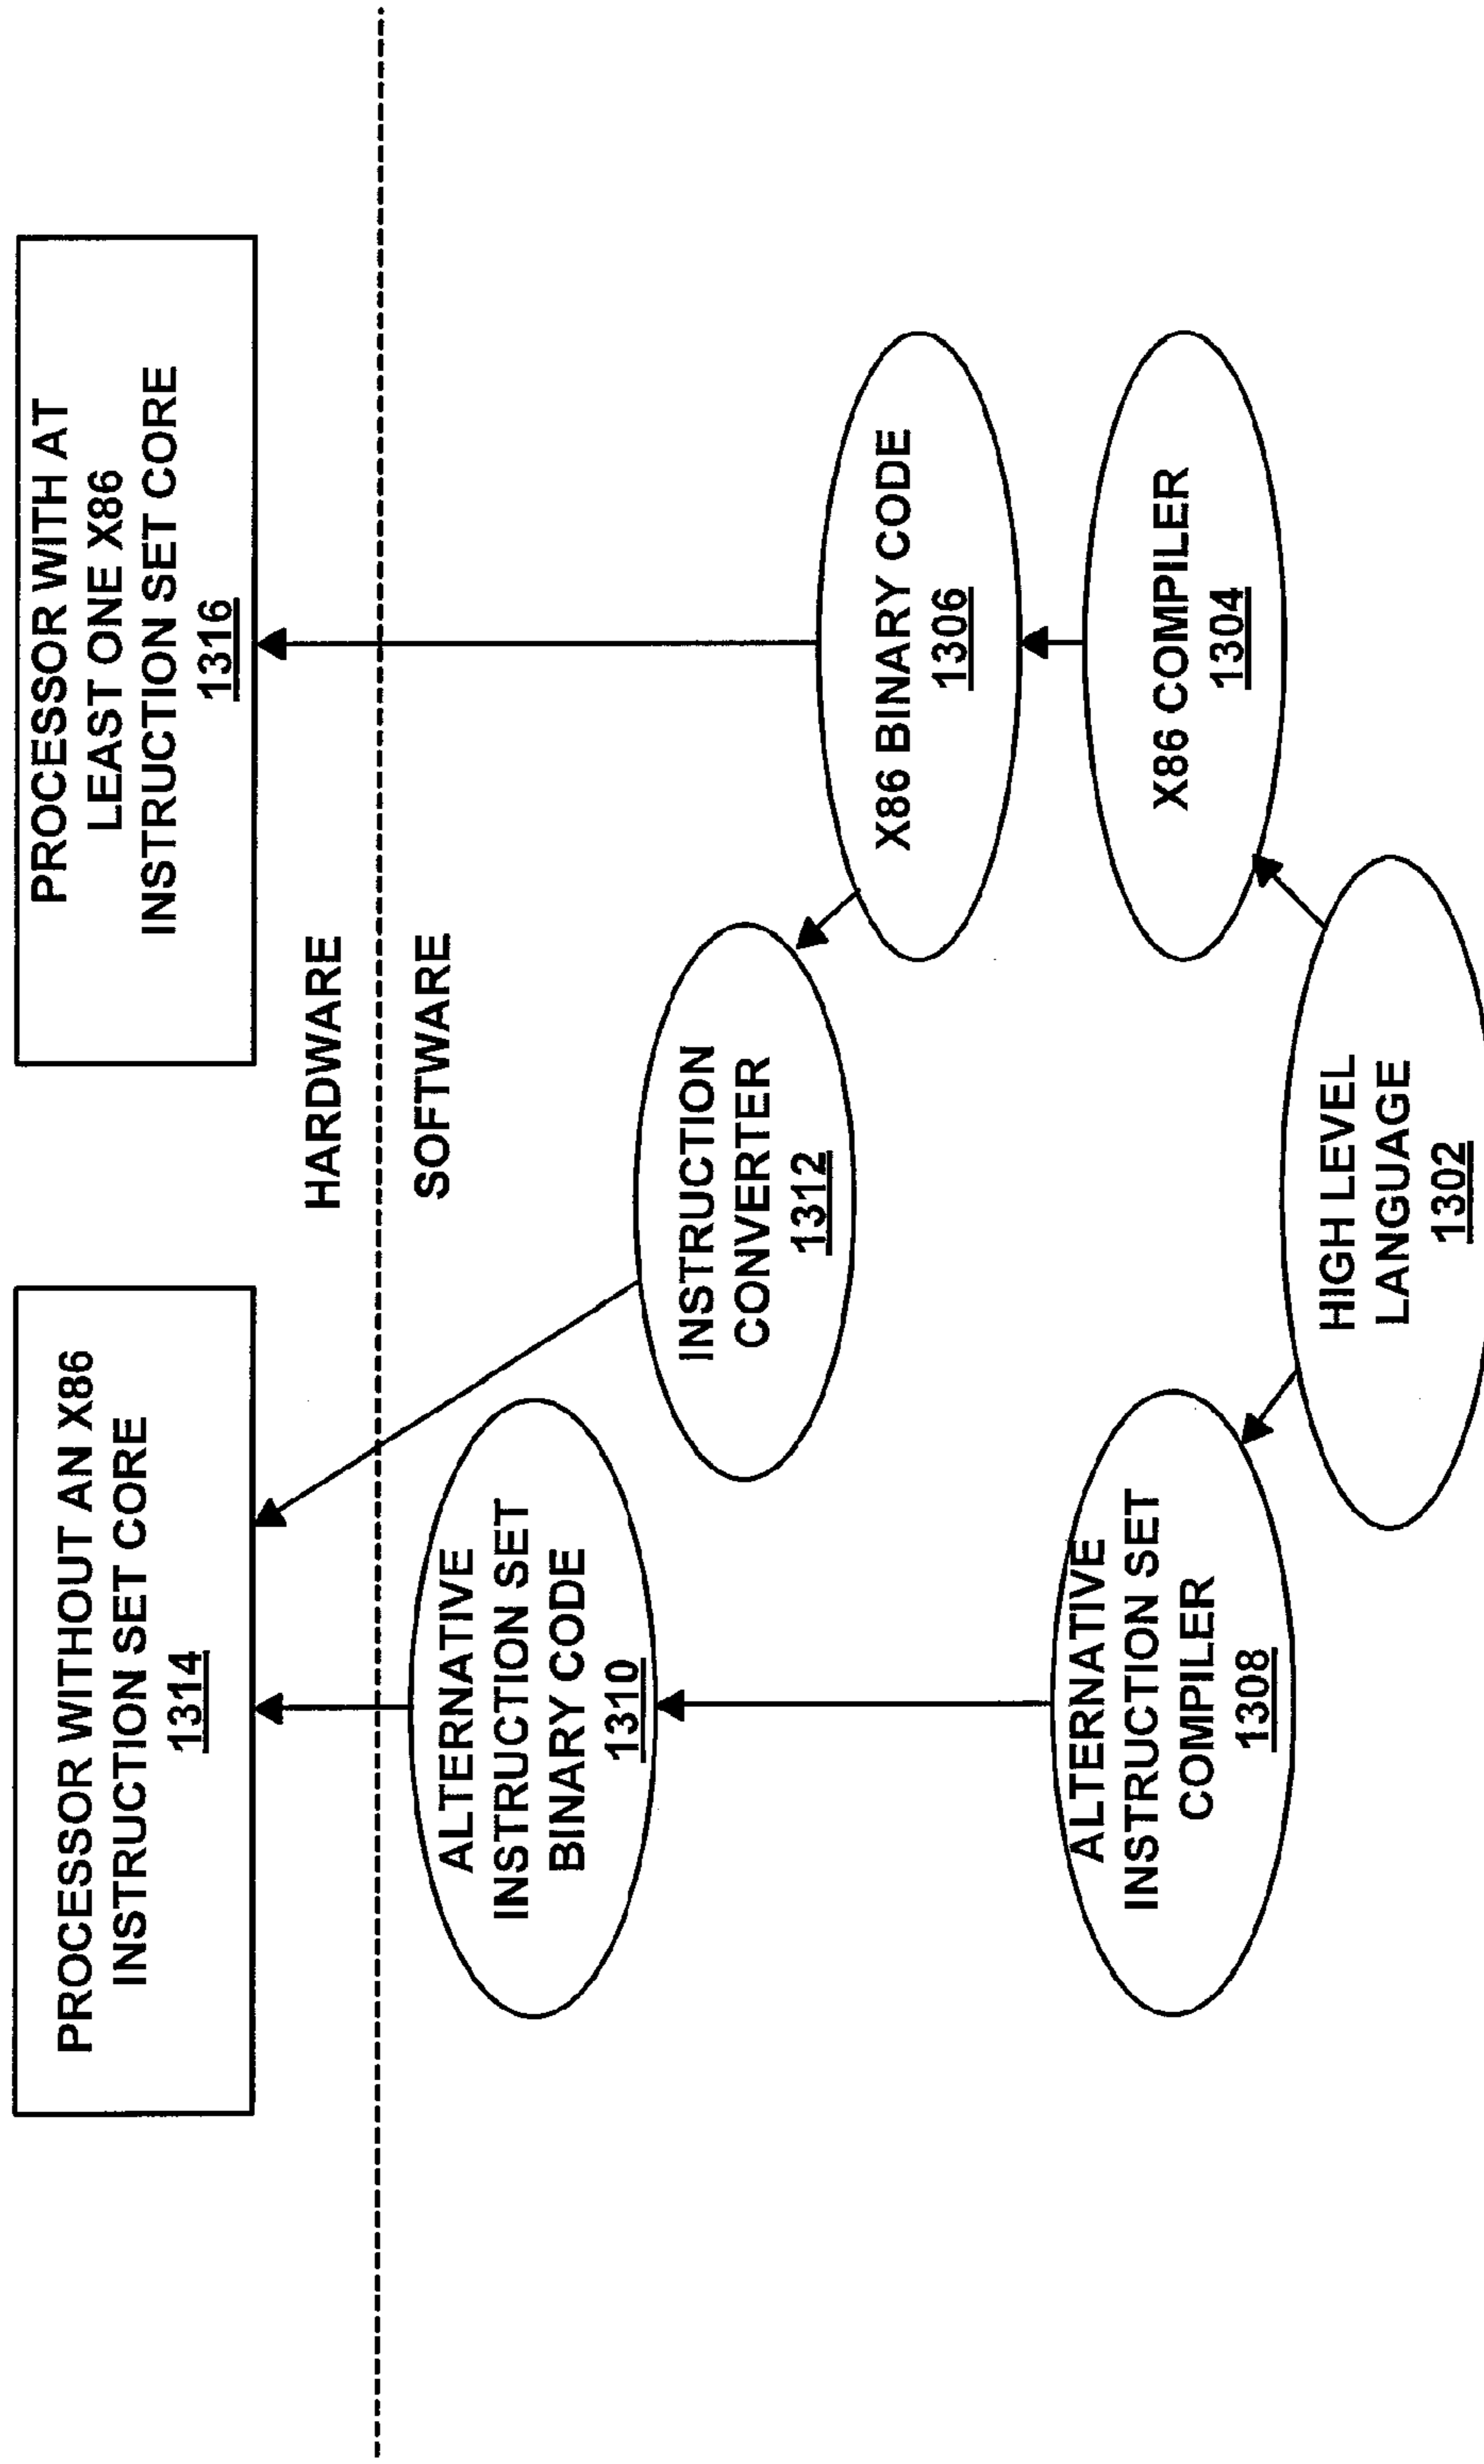 PROCESSOR WITHOUT AN X86
INSTRUCTION SET CORE
1314
PROCESSOR WITH AT
LEAST ONE X86
INSTRUCTION SET CORE
1316
HARDWARE
SOFTWARE
ALTERNATIVE
INSTRUCTION SET
BINARY CODE
1310
INSTRUCTION
CONVERTER
1312
X86 BINARY CODE
1306
ALTERNATIVE
INSTRUCTION SET
COMPILER
1308
X86 COMPILER
1304
HIGH LEVEL
LANGUAGE
1302